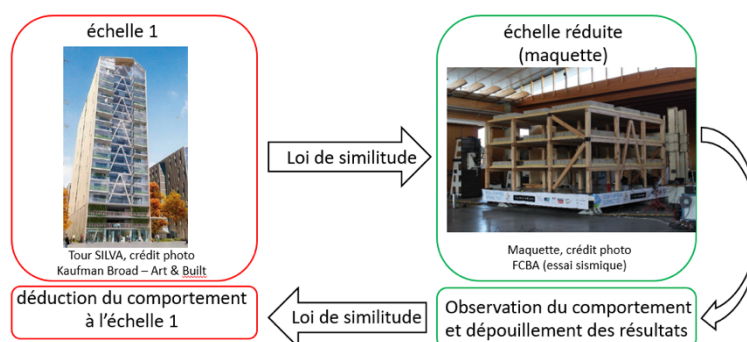 échelle 1
Tour SILVA, crédit photo
Kaufman Broad – Art & Built
Loi de similitude
échelle réduite
(maquette)
Maquette, crédit photo
FCBA (essai sismique)
Observation du comportement
et dépouillement des résultats
Loi de similitude
déduction du comportement
à l'échelle 1